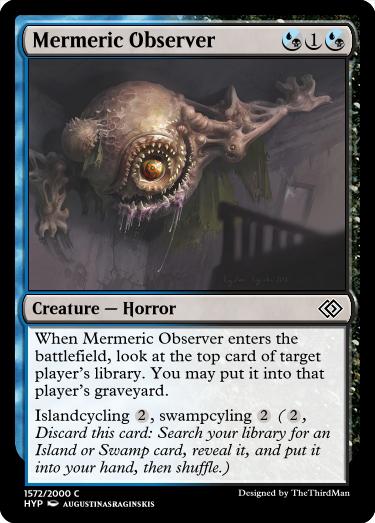 Mermeric Observer 1
Creature — Horror
When Mermeric Observer enters the
battlefield, look at the top card of target
player's library. You may put it into that
player's graveyard.
Islandcycling 2, swampcyling 2 ( 2,
Discard this card: Search your library for an
Island or Swamp card, reveal it, and put it
into your hand, then shuffle.)
1572/2000 C
Designed by TheThirdMan
HYP AUGUSTINASRAGINSKIS